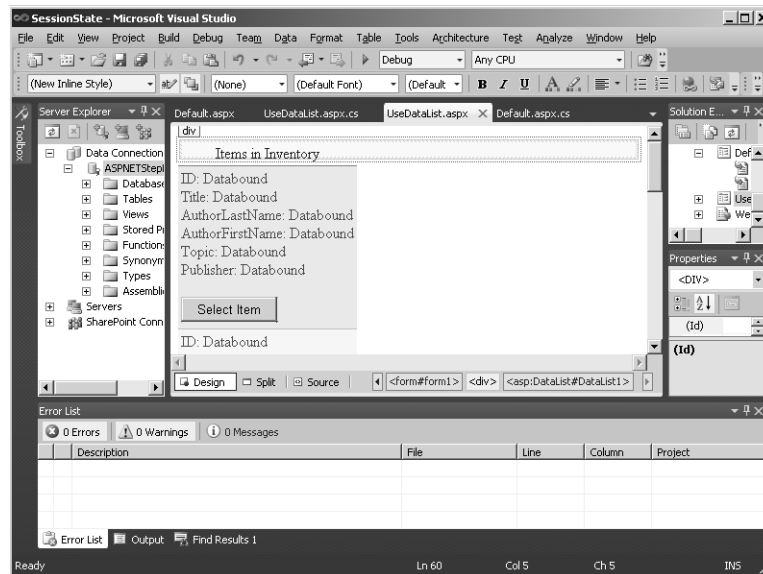 SessionState - Microsoft Visual Studio
File Edit View Project Build Debug Team Data Format Table Tools Architecture Test Analyze Window Help
Debug Any CPU
(New Inline Style) (None) (Default Font) (Default B I U A
Toolbox
Server Explorer
Data Connection
ASPNETStep
Database
Tables
Views
Stored Pr
Function
Synonym
Types
Assemblie
Servers
SharePoint Conn
Default.aspx UseDataList.aspx.cs UseDataList.aspx Default.aspx.cs
div
Items in Inventory
ID: Databound
Title: Databound
AuthorLastName: Databound
AuthorFirstName: Databound
Topic: Databound
Publisher: Databound
Select Item
ID: Databound
Design Split Source <form#form1> <div> <asp:DataList#DataList1>
Solution E...
Def
Use
We
Properties
<DIV>
(Id)
(Id)
Error List
0 Errors 0 Warnings 0 Messages
Description File Line Column Project
Error List Output Find Results 1
Ready Ln 60 Col 5 Ch 5 INS